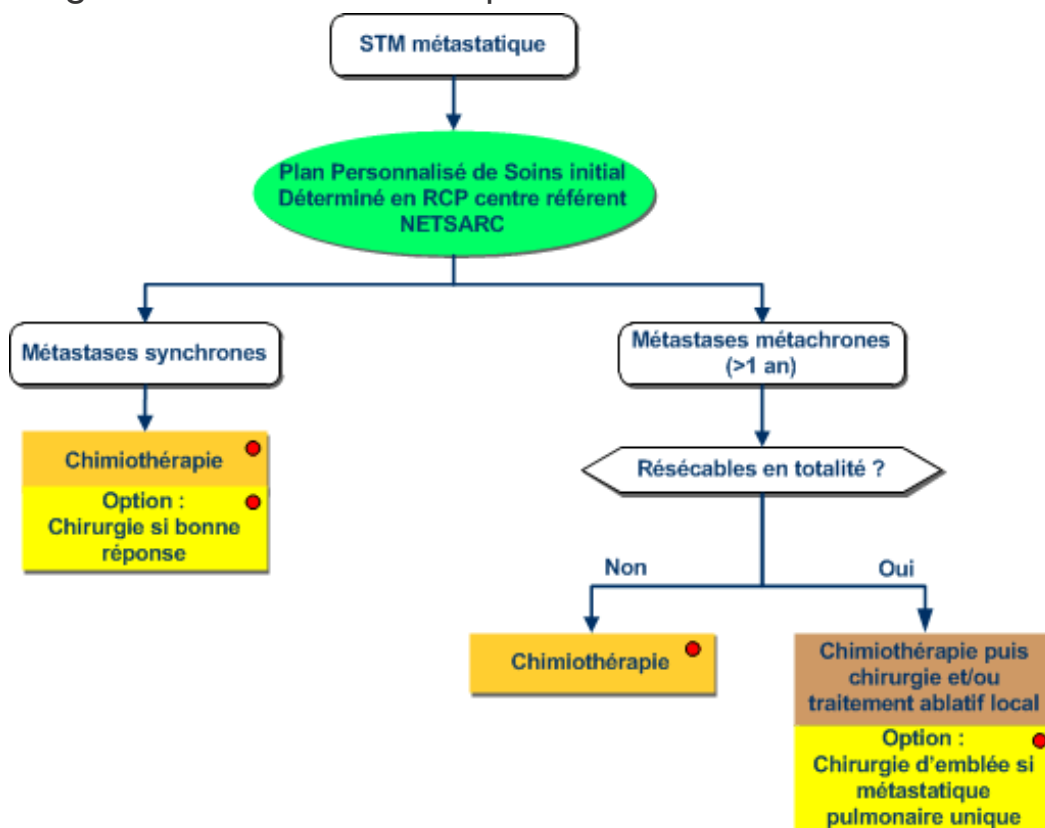 STM métastatique
Plan Personnalisé de Soins initial
Déterminé en RCP centre référent
NETSARC
Métastases synchrones
Métastases métachrones
(>1 an)
Chimiothérapie
Option :
Chirurgie si bonne
réponse
Résécables en totalité ?
Non
Oui
Chimiothérapie
Chimiothérapie puis
chirurgie et/ou
traitement ablatif local
Option :
Chirurgie d'emblée si
métastatique
pulmonaire unique